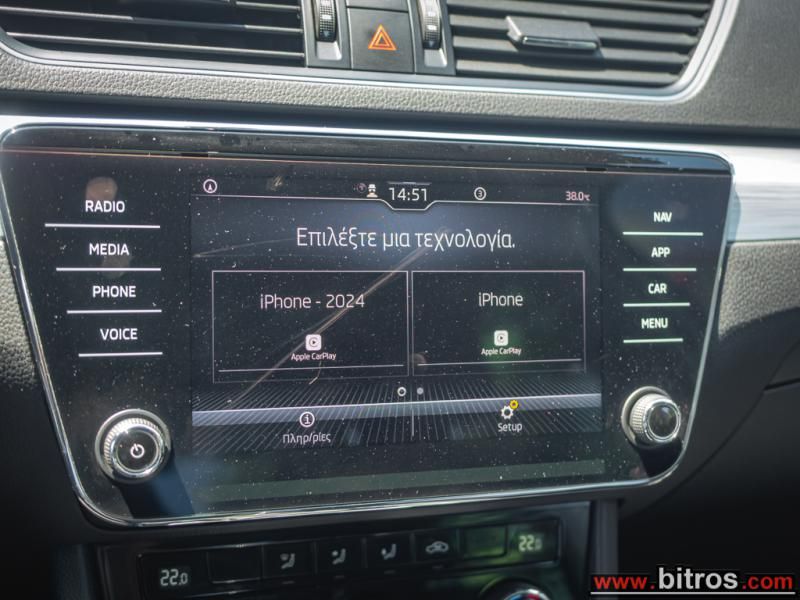 14:51
3
38.0°C
Επιλέξτε μια τεχνολογία.
RADIO
MEDIA
PHONE
VOICE
iPhone - 2024
Apple CarPlay
iPhone
Apple CarPlay
NAV
APP
CAR
MENU
Πληρ/ρίες
Setup
22.0
22.0
www.bitros.com